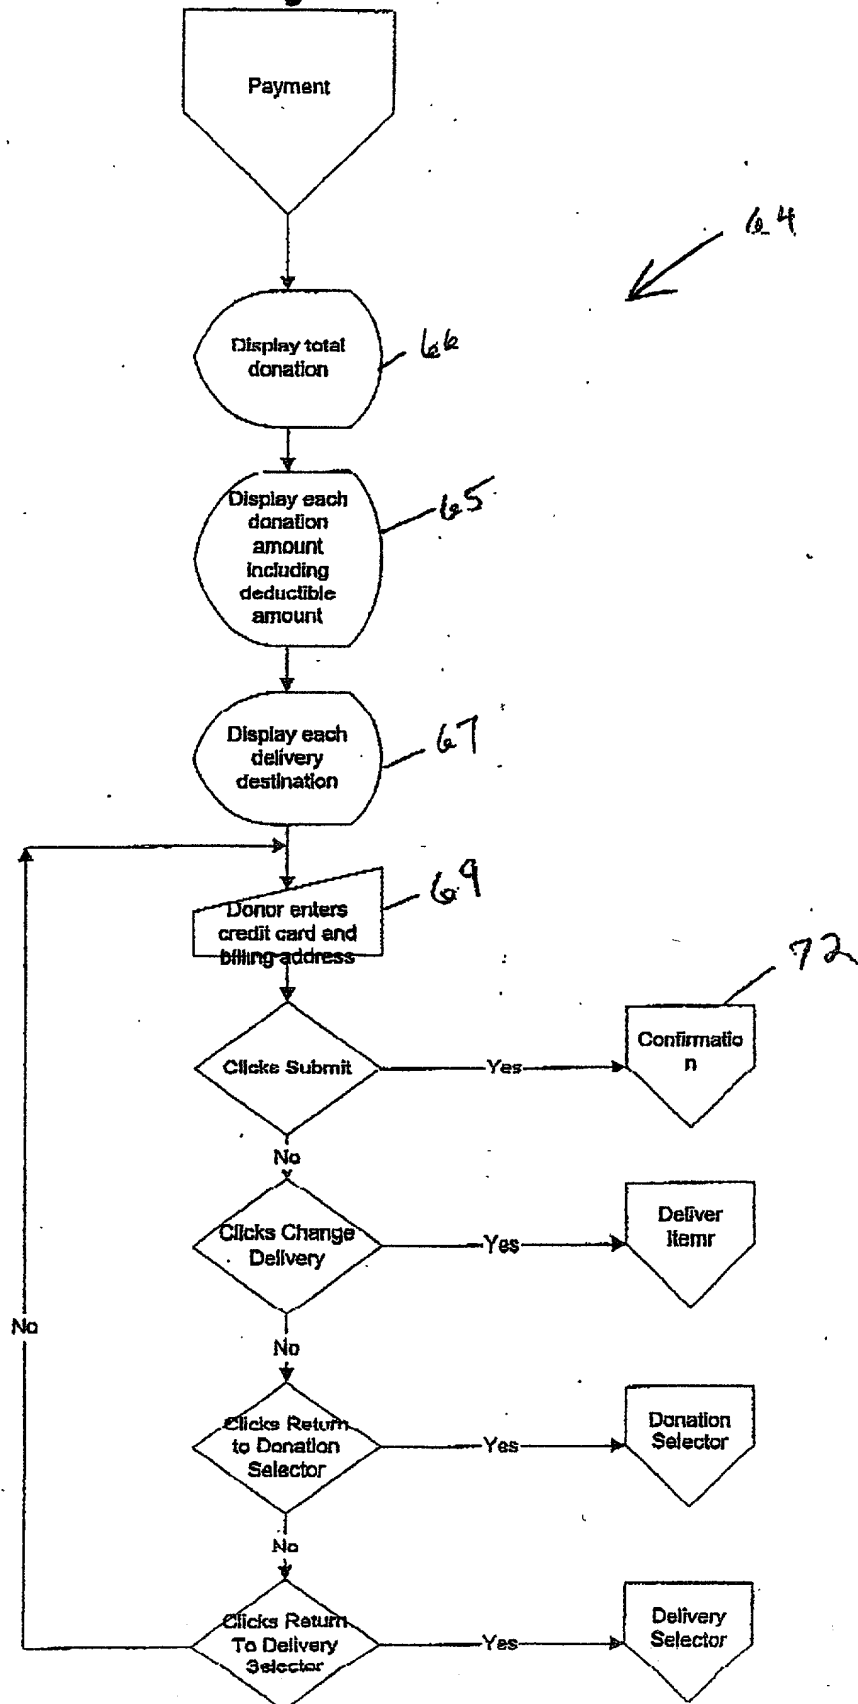 Payment
64
Display total
donation
66
Display each
donation
amount
including
deductible
amount
65
Display each
delivery
destination
67
Donor enters
credit card and
billing address
69
72
Clicks Submit
Yes
Confirmatio
n
No
Clicks Change
Delivery
Yes
Deliver
Itemr
No
No
Clicks Return
to Donation
Selector
Yes
Donation
Selector
No
Clicks Return
To Delivery
Selector
Yes
Delivery
Selector